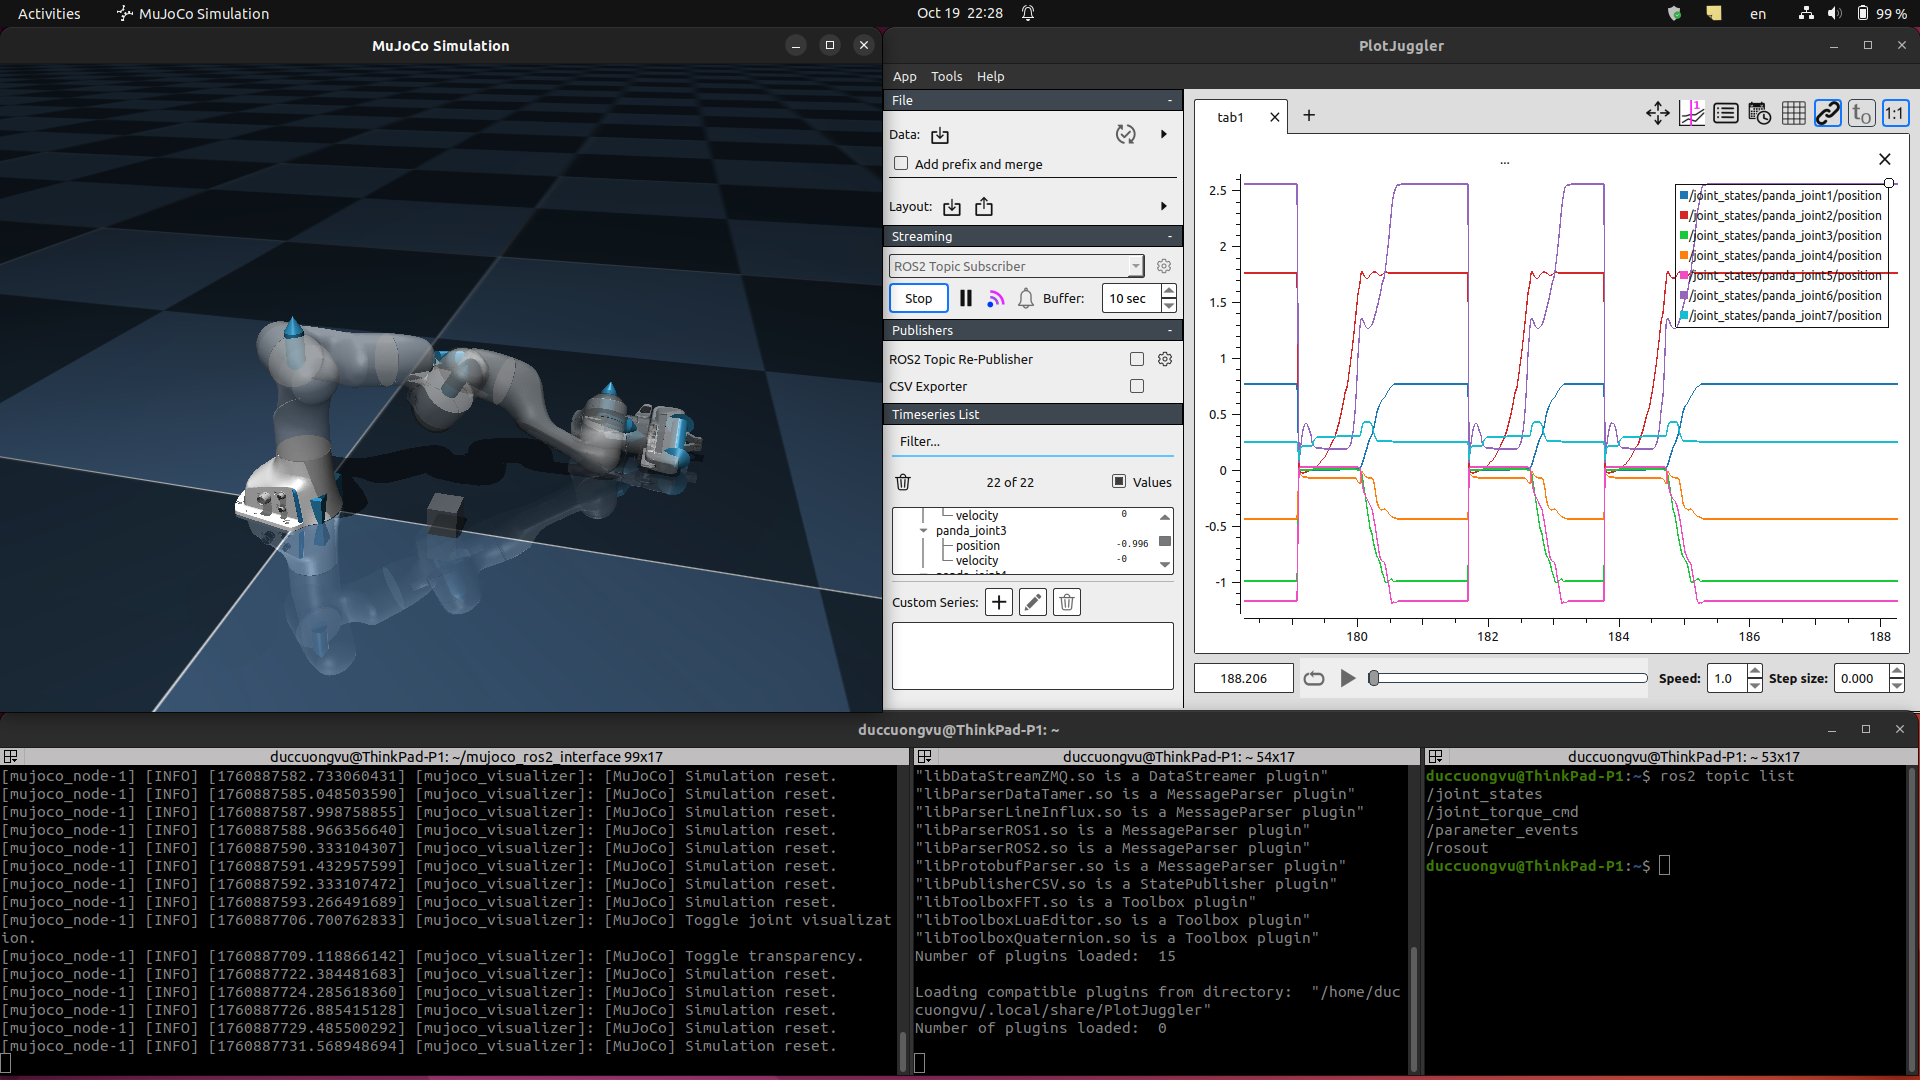 Activities
MuJoCo Simulation
Oct 19 22:28
en
99 %
MuJoCo Simulation
PlotJuggler
App Tools Help
File -
Data:
Add prefix and merge
Layout:
Streaming -
ROS2 Topic Subscriber
Stop
Buffer:
10 sec
Publishers -
ROS2 Topic Re-Publisher
CSV Exporter
Timeseries List
Filter...
22 of 22
Values
velocity 0
panda_joint3
position -0.996
velocity -0
Custom Series:
tab1
1
to
1:1
...
/joint_states/panda_joint1/position
/joint_states/panda_joint2/position
/joint_states/panda_joint3/position
/joint_states/panda_joint4/position
/joint_states/panda_joint5/position
/joint_states/panda_joint6/position
/joint_states/panda_joint7/position
2.5
2
1.5
1
0.5
0
-0.5
-1
180 182 184 186 188
188.206
Speed: 1.0
Step size: 0.000
duccuongvu@ThinkPad-P1: ~
duccuongvu@ThinkPad-P1: ~/mujoco_ros2_interface 99x17
[mujoco_node-1] [INFO] [1760887582.733060431] [mujoco_visualizer]: [MuJoCo] Simulation reset.
[mujoco_node-1] [INFO] [1760887585.048503590] [mujoco_visualizer]: [MuJoCo] Simulation reset.
[mujoco_node-1] [INFO] [1760887587.998758855] [mujoco_visualizer]: [MuJoCo] Simulation reset.
[mujoco_node-1] [INFO] [1760887588.966356640] [mujoco_visualizer]: [MuJoCo] Simulation reset.
[mujoco_node-1] [INFO] [1760887590.333104307] [mujoco_visualizer]: [MuJoCo] Simulation reset.
[mujoco_node-1] [INFO] [1760887591.432957599] [mujoco_visualizer]: [MuJoCo] Simulation reset.
[mujoco_node-1] [INFO] [1760887592.333107472] [mujoco_visualizer]: [MuJoCo] Simulation reset.
[mujoco_node-1] [INFO] [1760887593.266491689] [mujoco_visualizer]: [MuJoCo] Simulation reset.
[mujoco_node-1] [INFO] [1760887706.700762833] [mujoco_visualizer]: [MuJoCo] Toggle joint visualizat
ion.
[mujoco_node-1] [INFO] [1760887709.118866142] [mujoco_visualizer]: [MuJoCo] Toggle transparency.
[mujoco_node-1] [INFO] [1760887722.384481683] [mujoco_visualizer]: [MuJoCo] Simulation reset.
[mujoco_node-1] [INFO] [1760887724.285618360] [mujoco_visualizer]: [MuJoCo] Simulation reset.
[mujoco_node-1] [INFO] [1760887726.885415128] [mujoco_visualizer]: [MuJoCo] Simulation reset.
[mujoco_node-1] [INFO] [1760887729.485500292] [mujoco_visualizer]: [MuJoCo] Simulation reset.
[mujoco_node-1] [INFO] [1760887731.568948694] [mujoco_visualizer]: [MuJoCo] Simulation reset.
duccuongvu@ThinkPad-P1: ~ 54x17
"libDataStreamZMQ.so is a DataStreamer plugin"
"libParserDataTamer.so is a MessageParser plugin"
"libParserLineInflux.so is a MessageParser plugin"
"libParserROS1.so is a MessageParser plugin"
"libParserROS2.so is a MessageParser plugin"
"libProtobufParser.so is a MessageParser plugin"
"libPublisherCSV.so is a StatePublisher plugin"
"libToolboxFFT.so is a Toolbox plugin"
"libToolboxLuaEditor.so is a Toolbox plugin"
"libToolboxQuaternion.so is a Toolbox plugin"
Number of plugins loaded: 15
Loading compatible plugins from directory: "/home/duc
cuongvu/.local/share/PlotJuggler"
Number of plugins loaded: 0
duccuongvu@ThinkPad-P1: ~ 53x17
duccuongvu@ThinkPad-P1:~$ ros2 topic list
/joint_states
/joint_torque_cmd
/parameter_events
/rosout
duccuongvu@ThinkPad-P1:~$